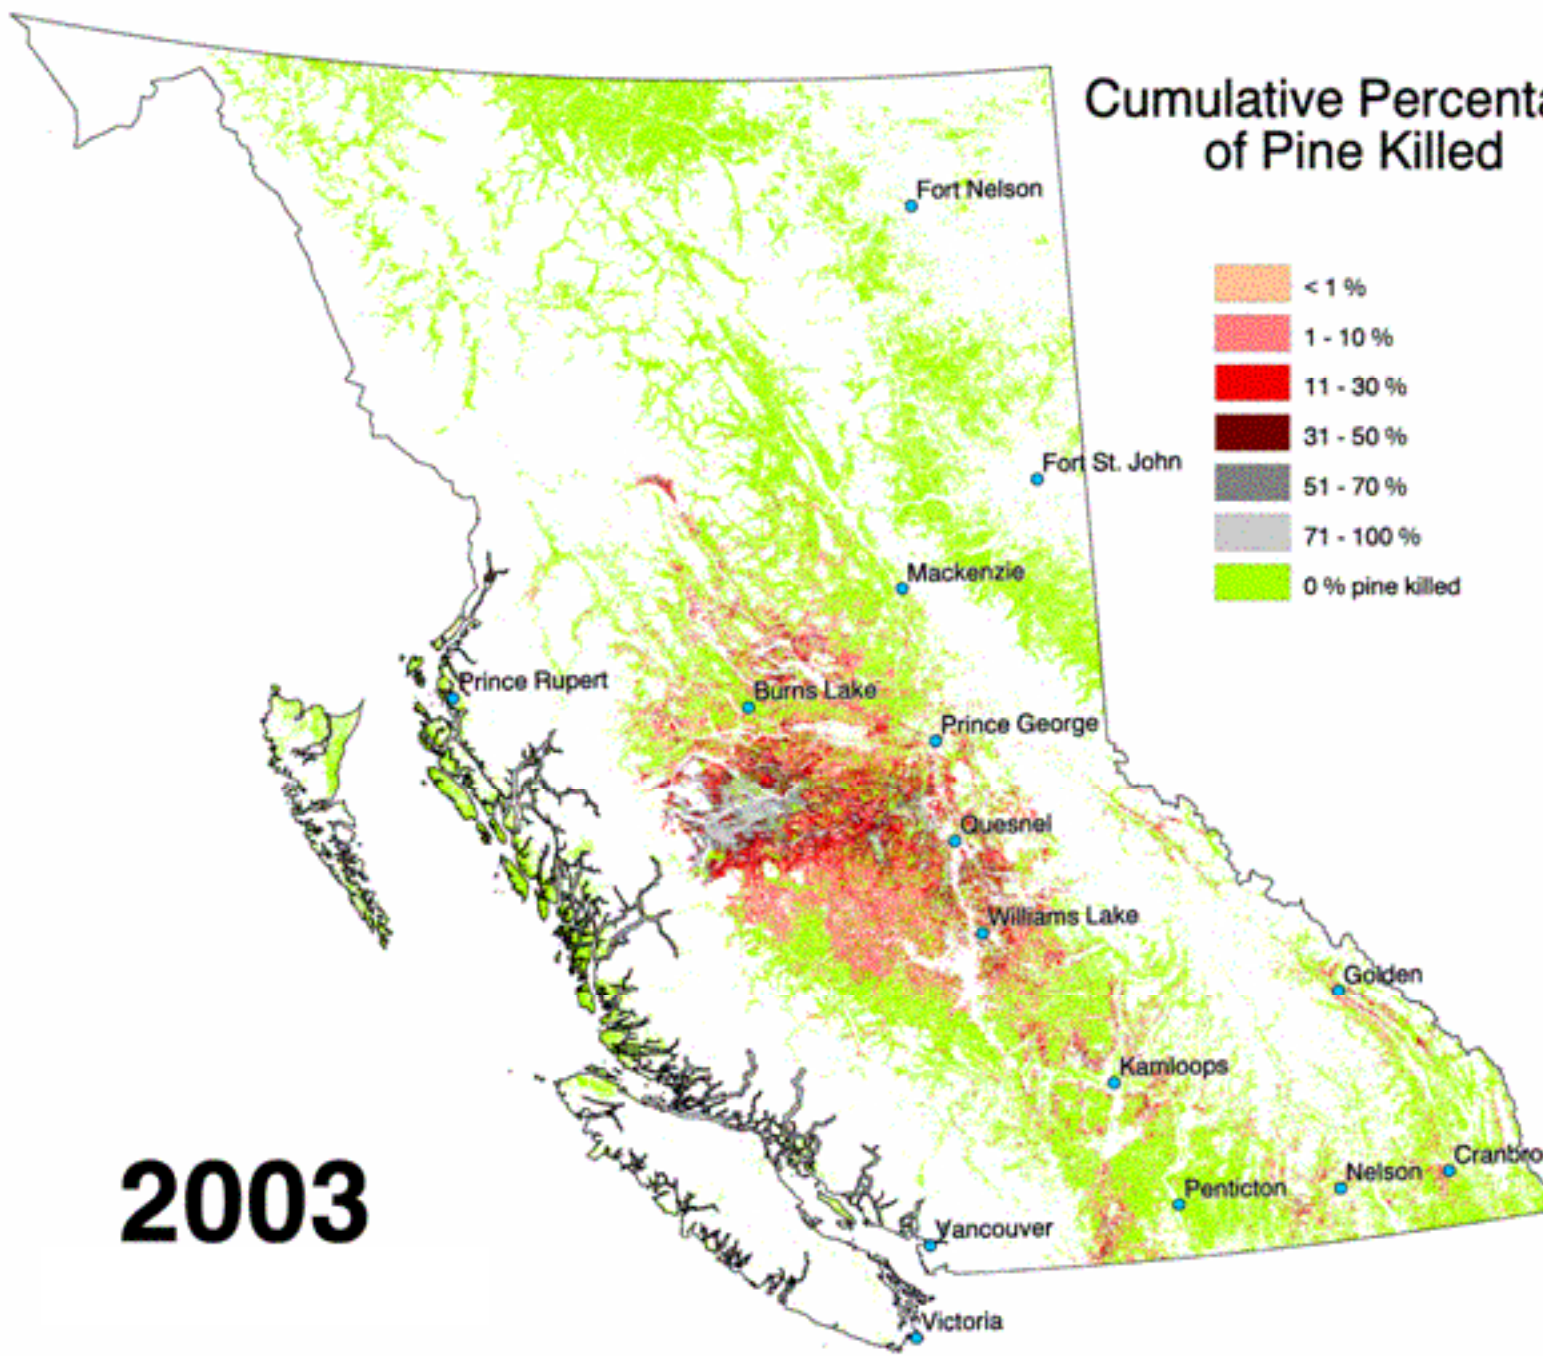 Cumulative Percenta
of Pine Killed
Fort Nelson
< 1 %
1 - 10 %
11 - 30 %
31 - 50 %
51 - 70 %
71 - 100 %
0 % pine killed
Fort St. John
Mackenzie
Prince Rupert
Burns Lake
Prince George
Quesnel
Williams Lake
Golden
Kamloops
Cranbro
Nelson
Penticton
Vancouver
Victoria
2003